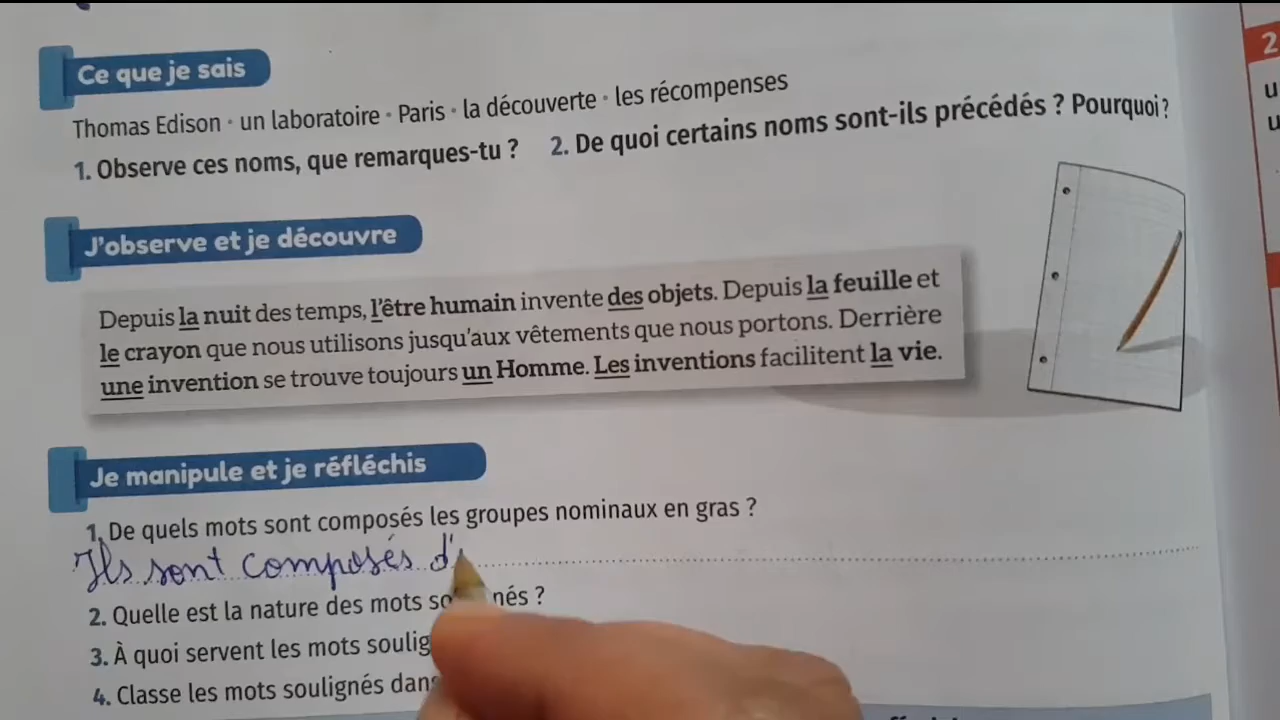 Ce que je sais
Thomas Edison · un laboratoire · Paris · la découverte · les récompenses
1. Observe ces noms, que remarques-tu ? 2. De quoi certains noms sont-ils précédés ? Pourquoi ?
J'observe et je découvre
Depuis la nuit des temps, l'être humain invente des objets. Depuis la feuille et
le crayon que nous utilisons jusqu'aux vêtements que nous portons. Derrière
une invention se trouve toujours un Homme. Les inventions facilitent la vie.
Je manipule et je réfléchis
1. De quels mots sont composés les groupes nominaux en gras ?
Ils sont composés d'
2. Quelle est la nature des mots ?
3. À quoi servent les mots
4. Classe les mots soulignés
2
u
u